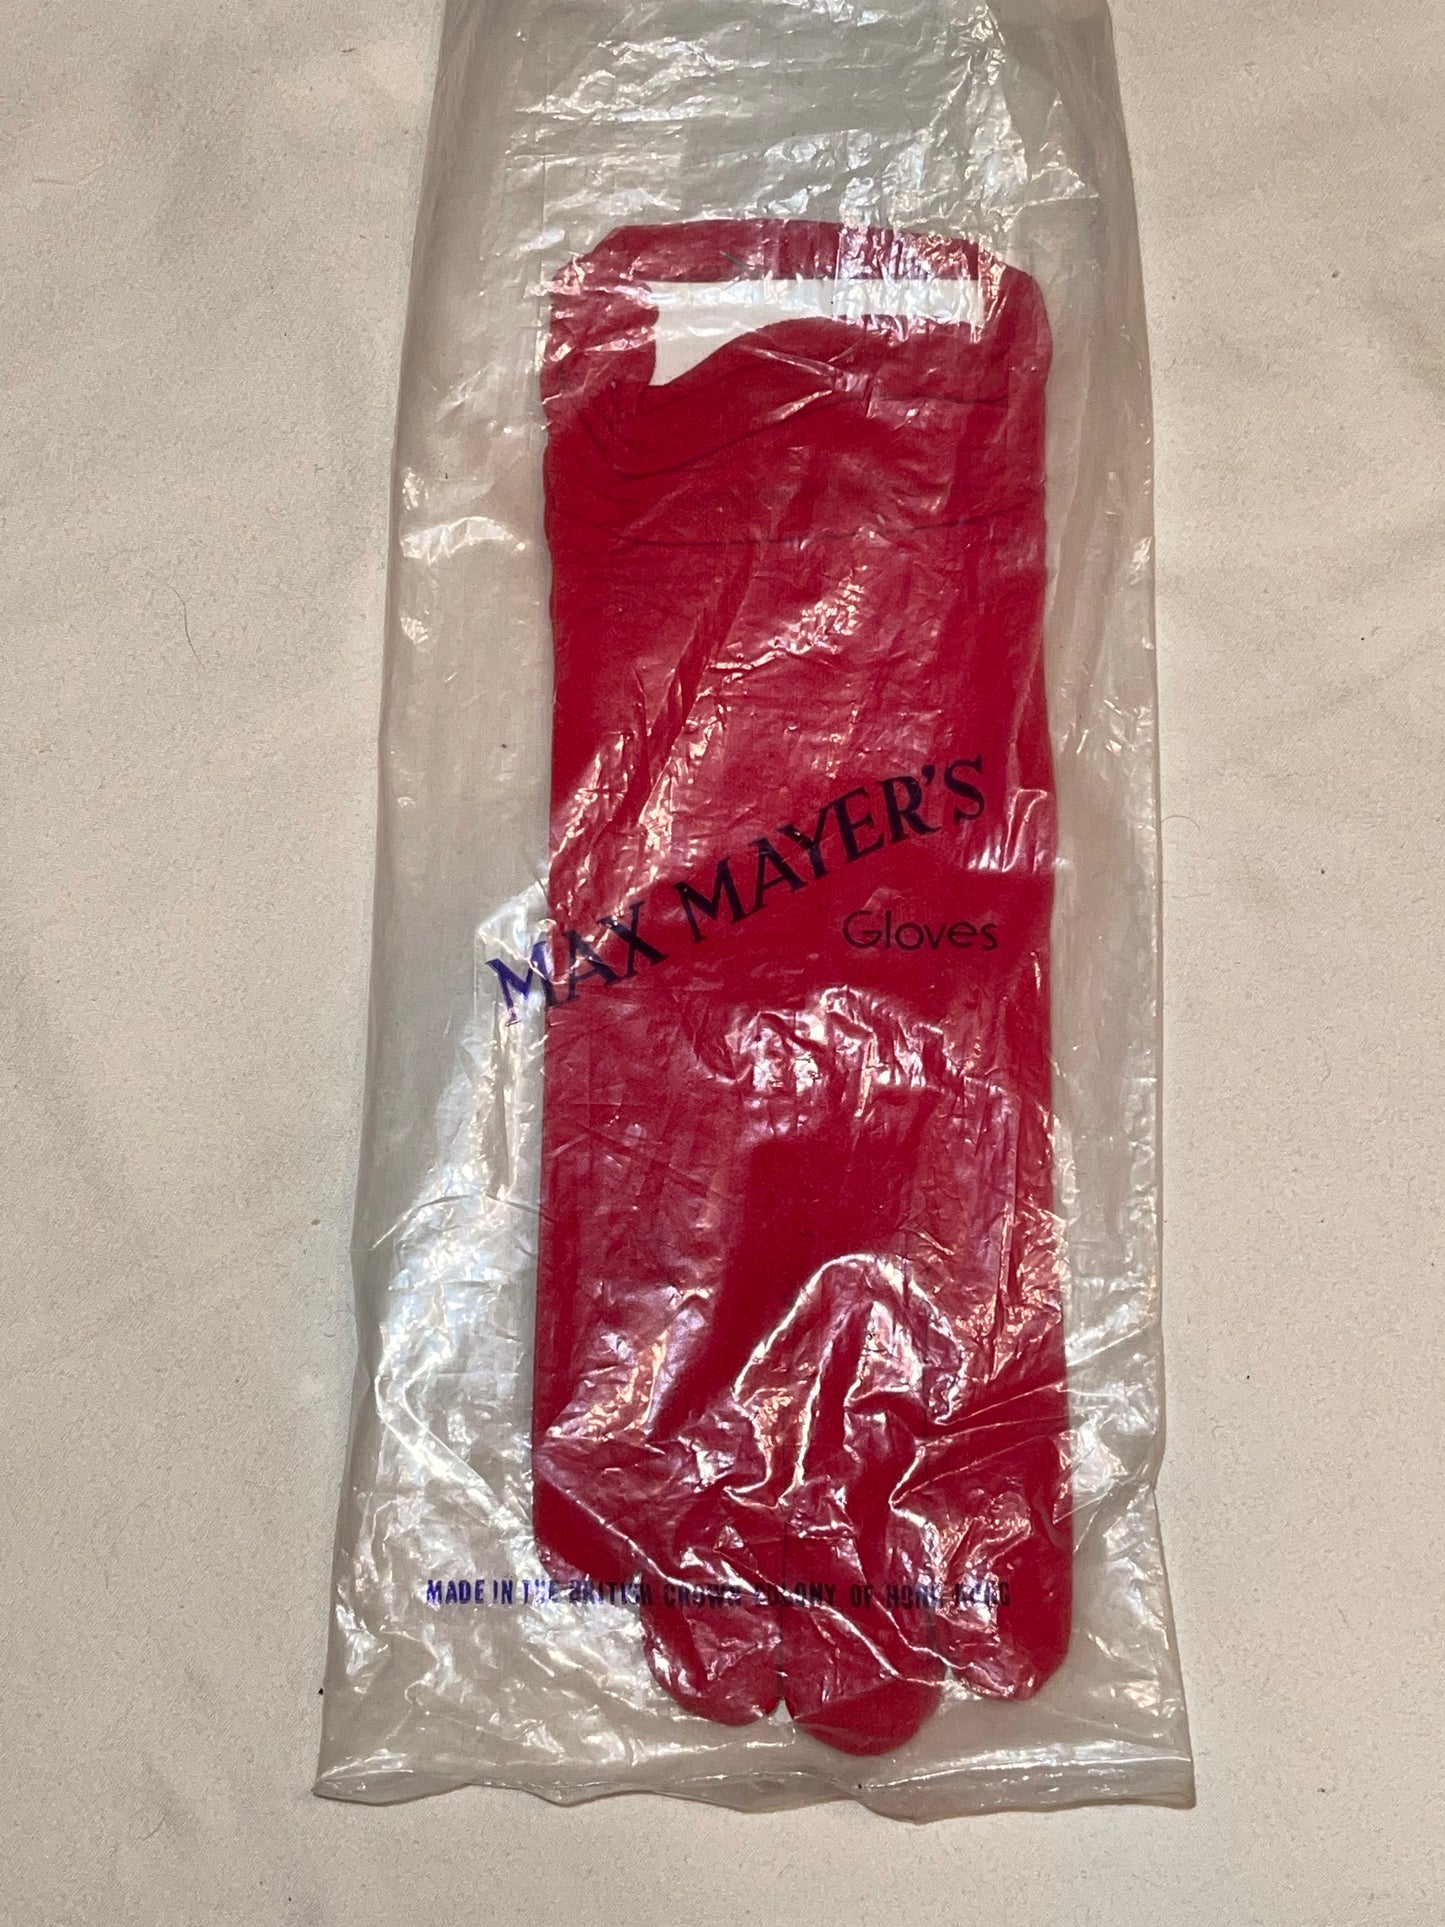 MAX MAYER'S
Gloves
MADE IN THE BRITISH CROWN COLONY OF HONG KONG